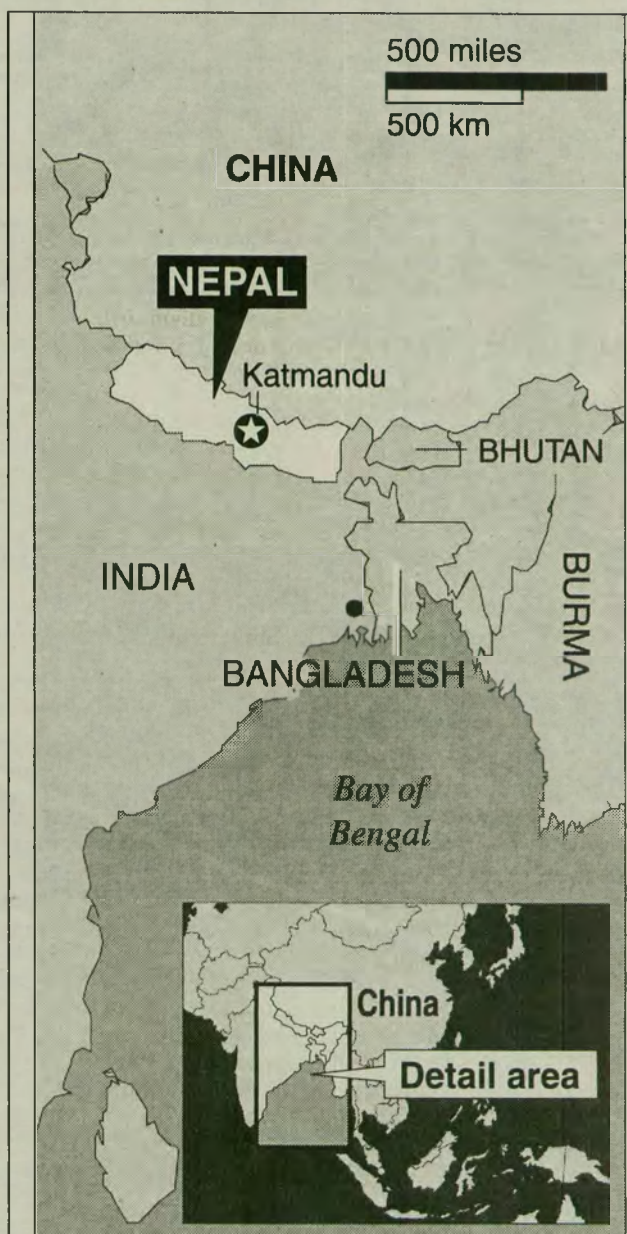 500 miles
500 km
CHINA
NEPAL
Katmandu
BHUTAN
INDIA
BURMA
BANGLADESH
Bay of
Bengal
China
Detail area